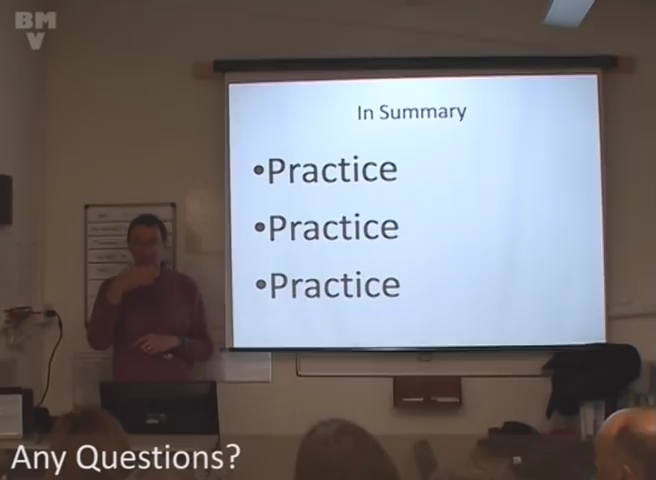 BM
V
In Summary
•Practice
•Practice
•Practice
Any Questions?